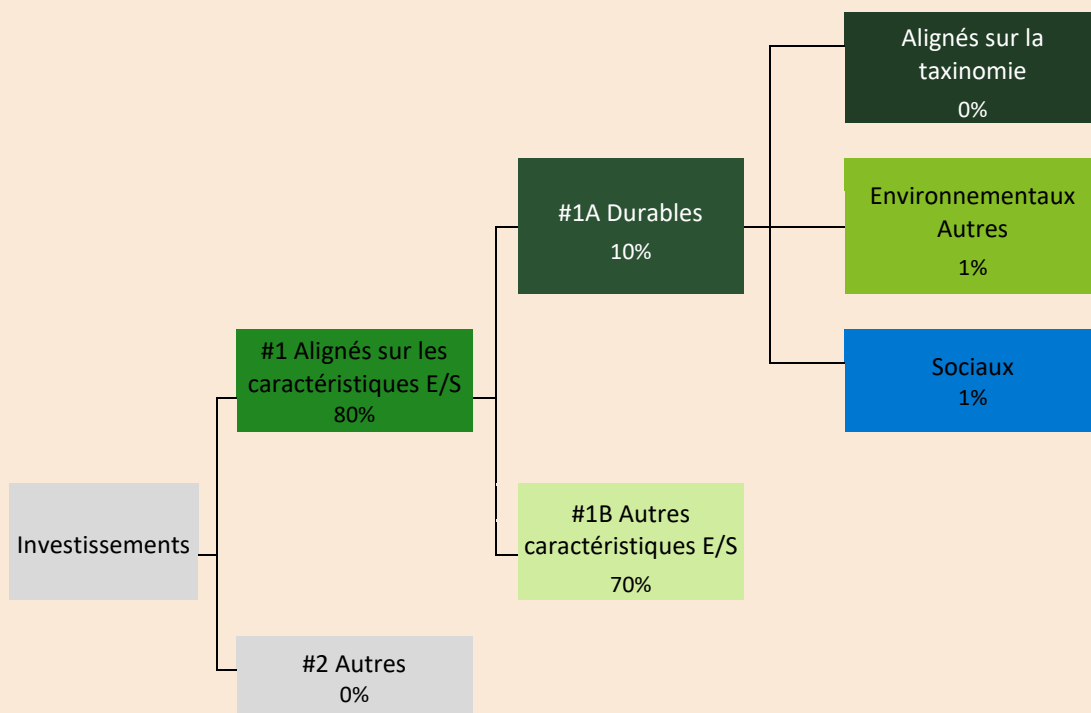 Alignés sur la
taxinomie
0%
#1A Durables
10%
Environnementaux
Autres
1%
#1 Alignés sur les
caractéristiques E/S
80%
Sociaux
1%
Investissements
#1B Autres
caractéristiques E/S
70%
#2 Autres
0%